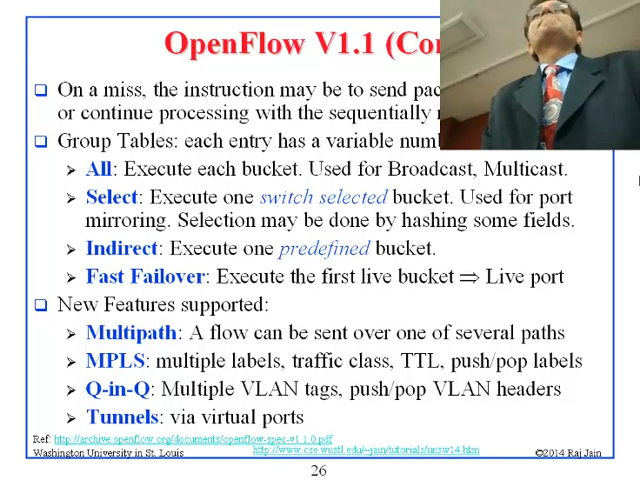 OpenFlow V1.1 (Con
❑ On a miss, the instruction may be to send pac
or continue processing with the sequentially
❑ Group Tables: each entry has a variable num
➢ All: Execute each bucket. Used for Broadcast, Multicast.
➢ Select: Execute one switch selected bucket. Used for port
mirroring. Selection may be done by hashing some fields.
➢ Indirect: Execute one predefined bucket.
➢ Fast Failover: Execute the first live bucket ⇒ Live port
❑ New Features supported:
➢ Multipath: A flow can be sent over one of several paths
➢ MPLS: multiple labels, traffic class, TTL, push/pop labels
➢ Q-in-Q: Multiple VLAN tags, push/pop VLAN headers
➢ Tunnels: via virtual ports
Ref: http://archive.openflow.org/documents/openflow-spec-v1.1.0.pdf
Washington University in St. Louis http://www.cse.wustl.edu/~jain/tutorials/unsw14.htm ©2014 Raj Jain
26